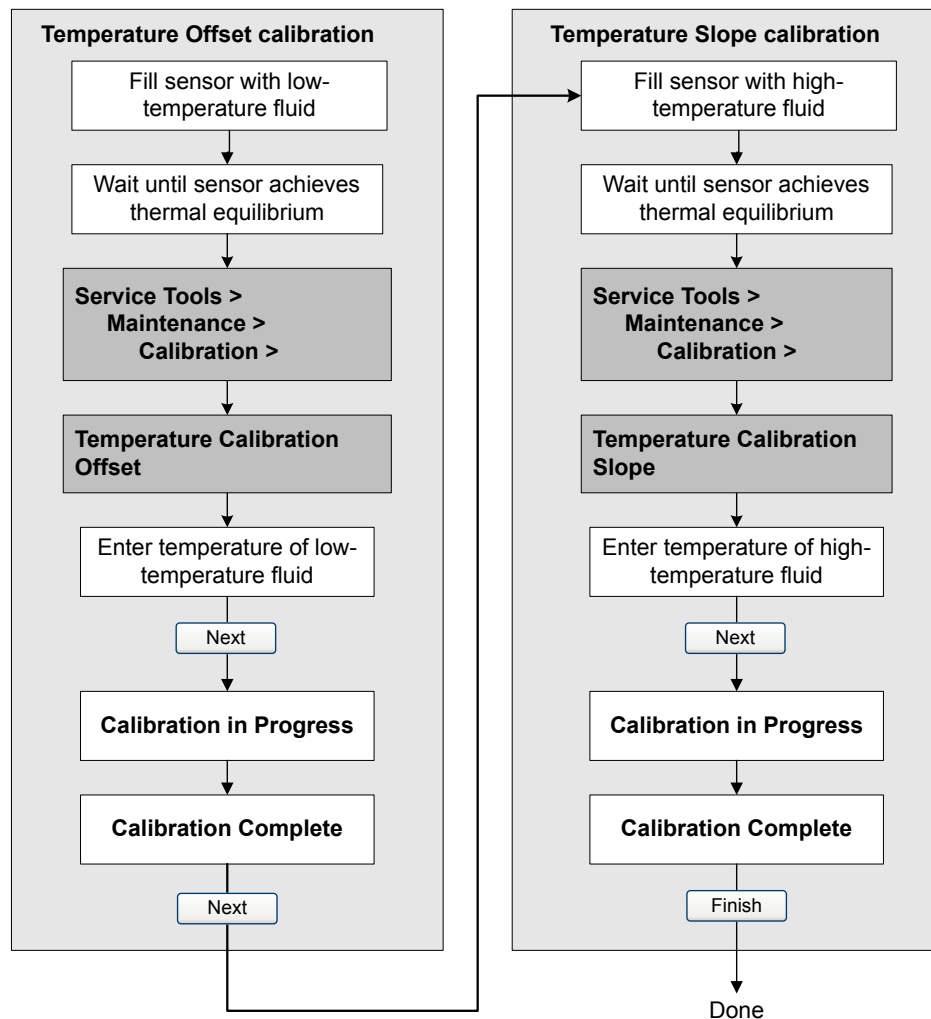 Temperature Offset calibration
Fill sensor with low-
temperature fluid
Wait until sensor achieves
thermal equilibrium
Service Tools >
Maintenance >
Calibration >
Temperature Calibration
Offset
Enter temperature of low-
temperature fluid
Next
Calibration in Progress
Calibration Complete
Next
Temperature Slope calibration
Fill sensor with high-
temperature fluid
Wait until sensor achieves
thermal equilibrium
Service Tools >
Maintenance >
Calibration >
Temperature Calibration
Slope
Enter temperature of high-
temperature fluid
Next
Calibration in Progress
Calibration Complete
Finish
Done